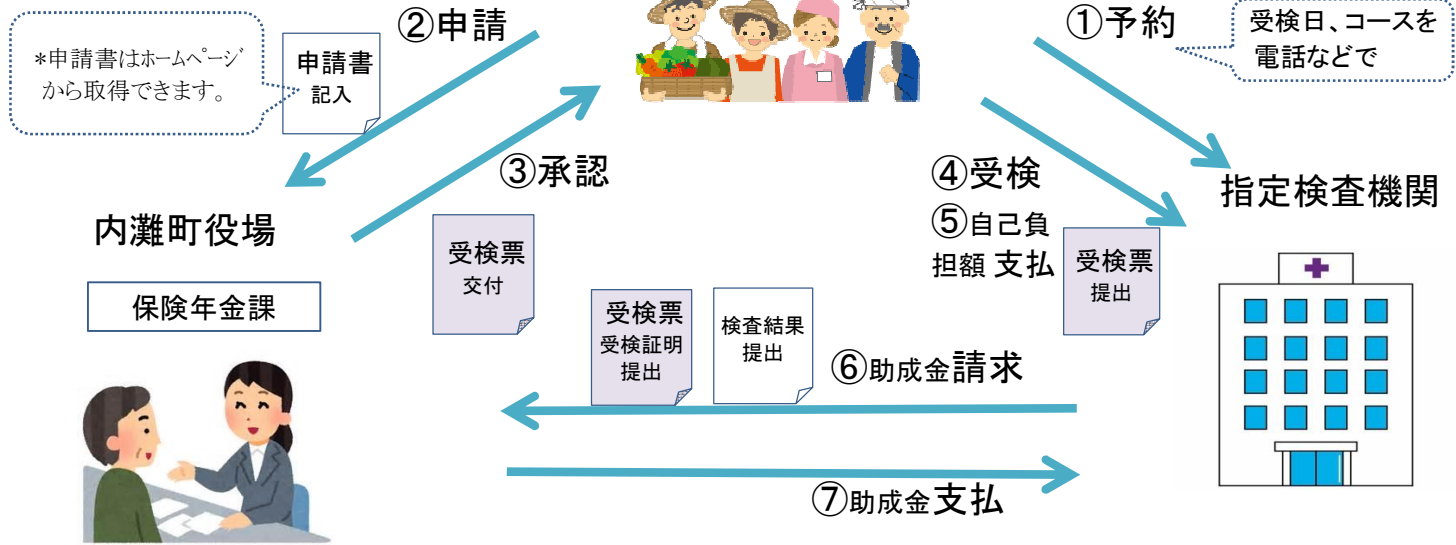 ②申請
*申請書はホームページ
から取得できます。
申請書
記入
①予約
受検日、コースを
電話などで
③承認
④受検
⑤自己負
担額 支払
指定検査機関
内灘町役場
保険年金課
受検票
交付
受検票
提出
受検票
受検証明
提出
検査結果
提出
⑥助成金請求
⑦助成金支払